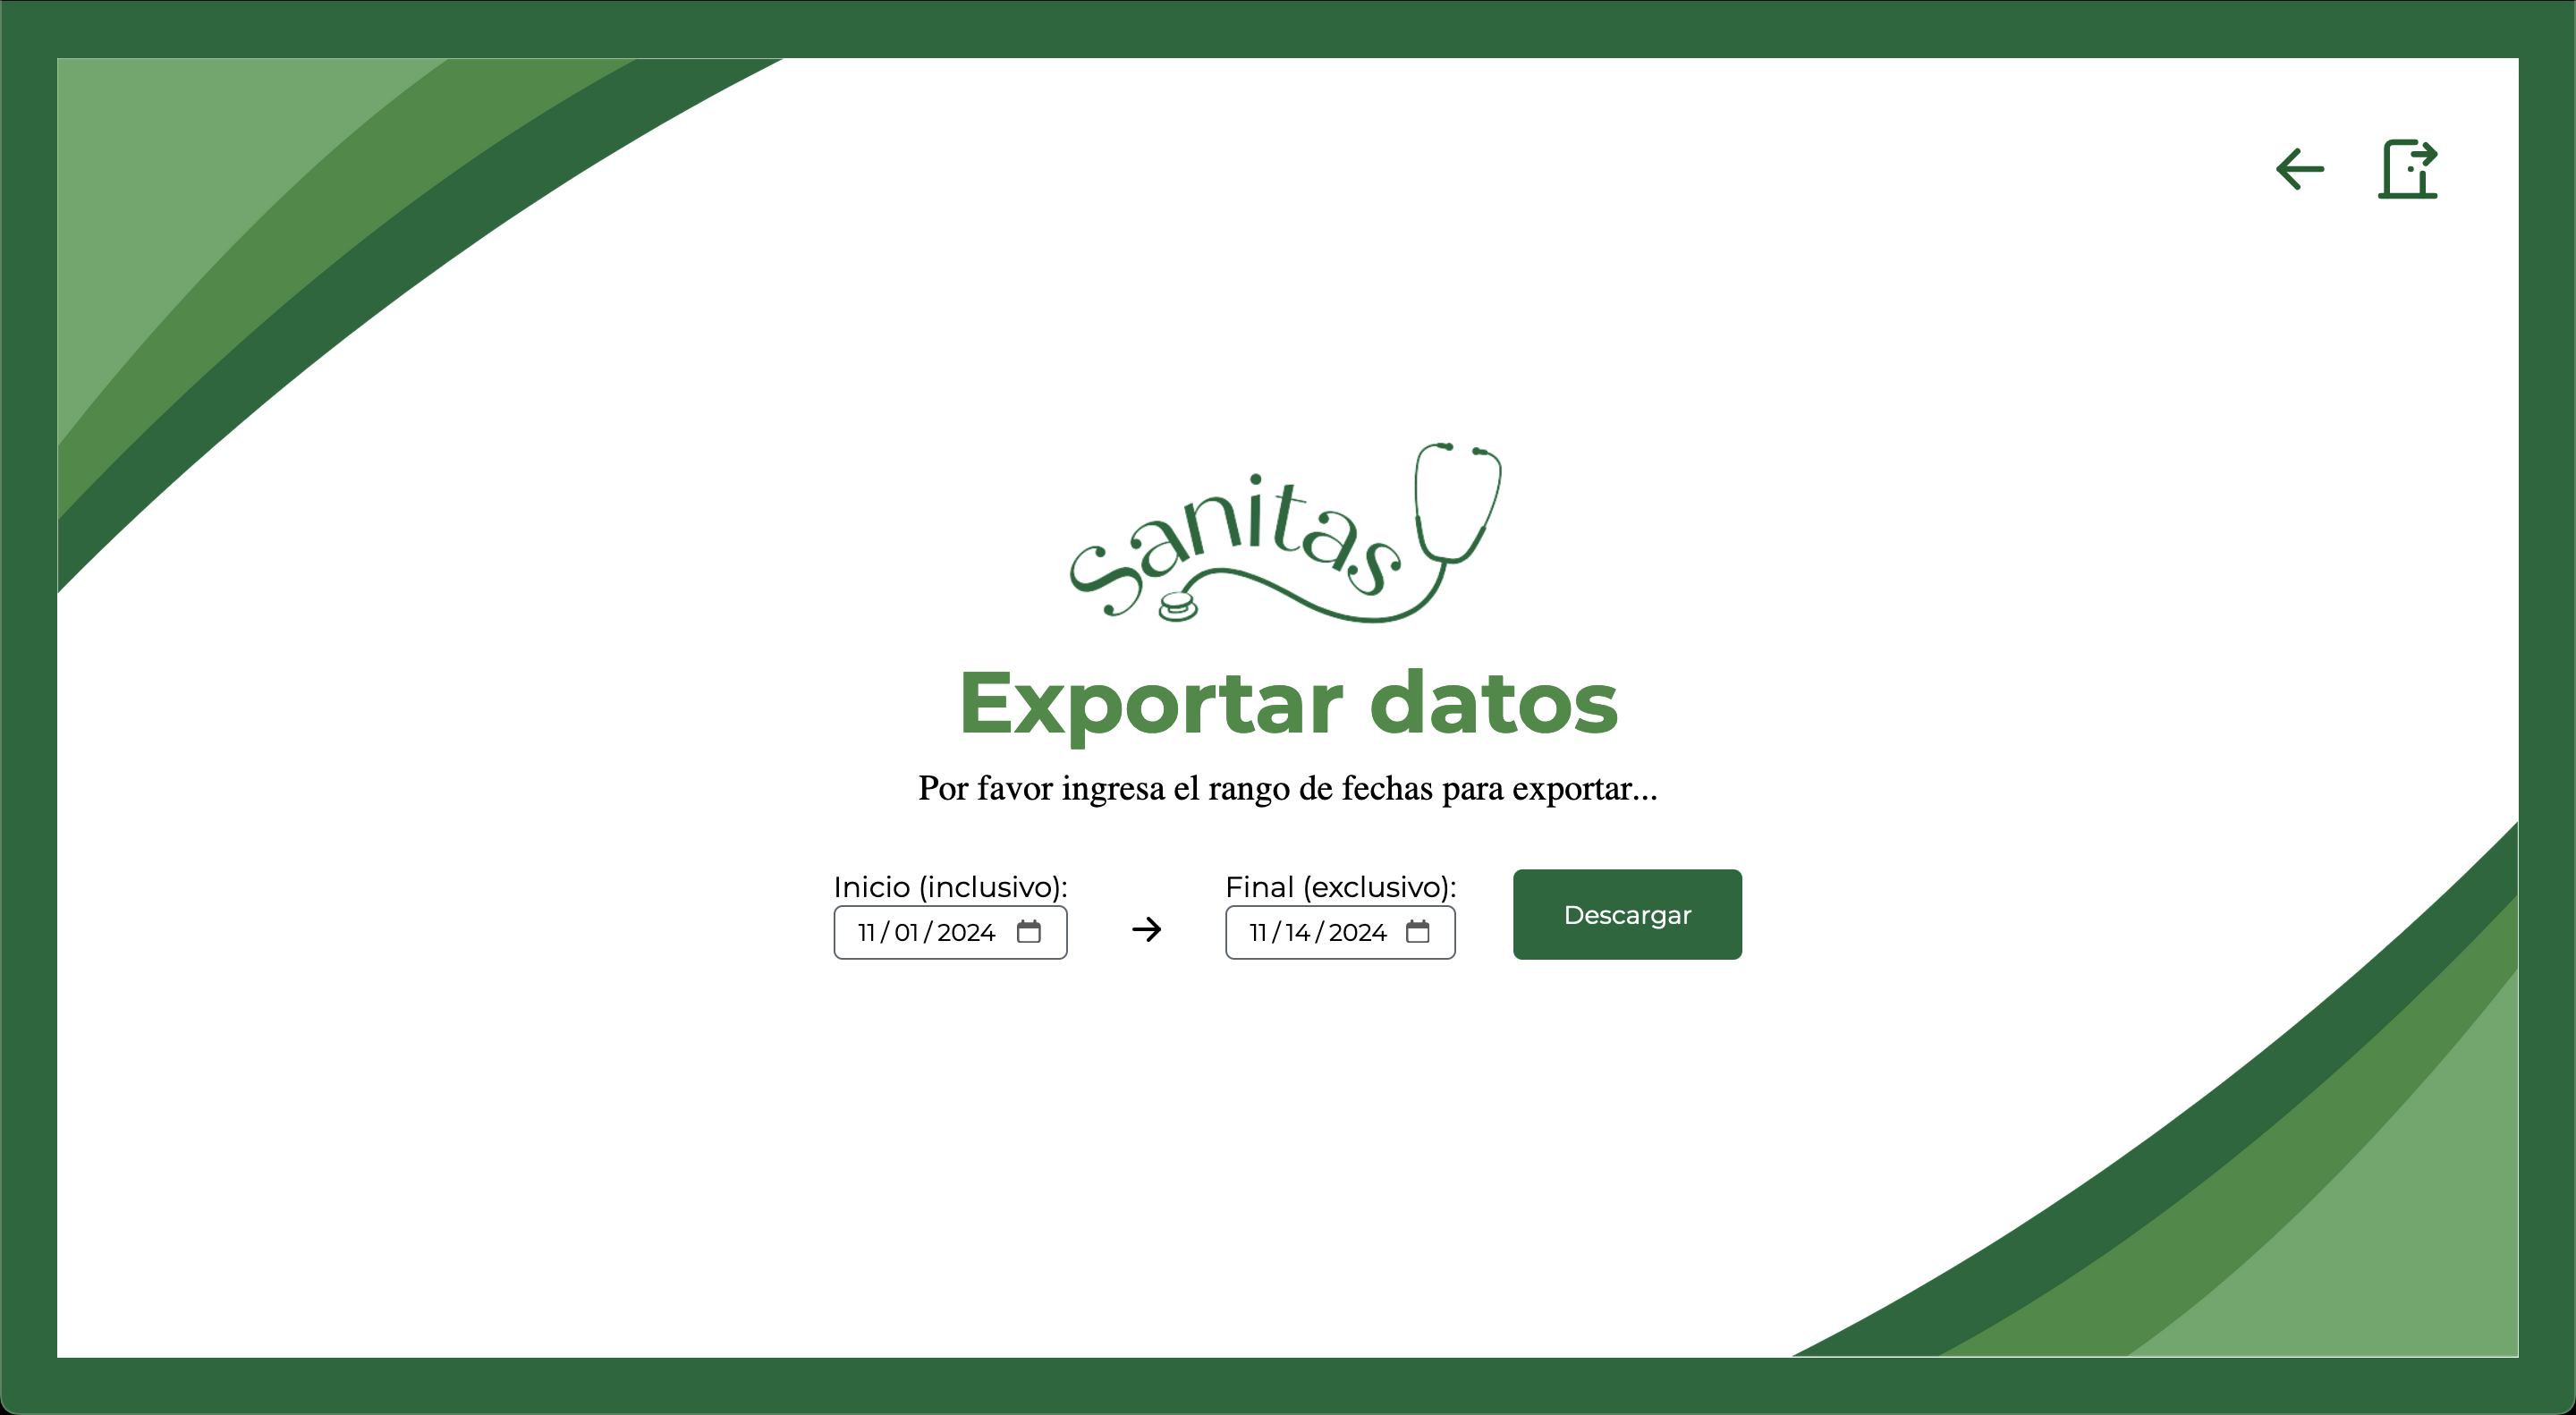 Sanitas
Exportar datos
Por favor ingresa el rango de fechas para exportar...
Inicio (inclusivo):
11/01/2024
Final (exclusivo):
11/14/2024
Descargar